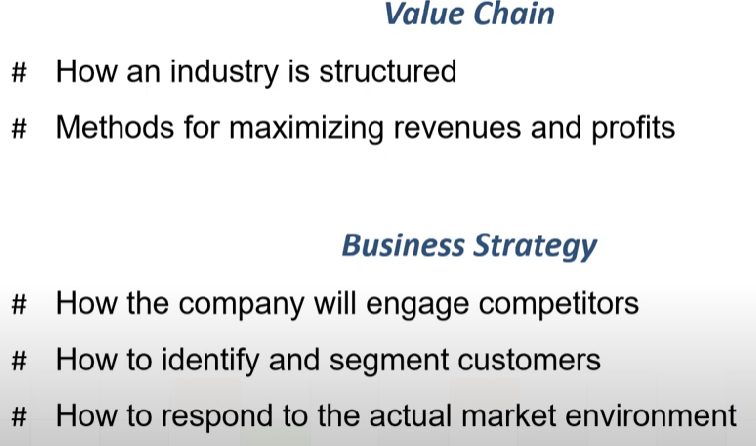 Value Chain
# How an industry is structured
# Methods for maximizing revenues and profits
Business Strategy
# How the company will engage competitors
# How to identify and segment customers
# How to respond to the actual market environment